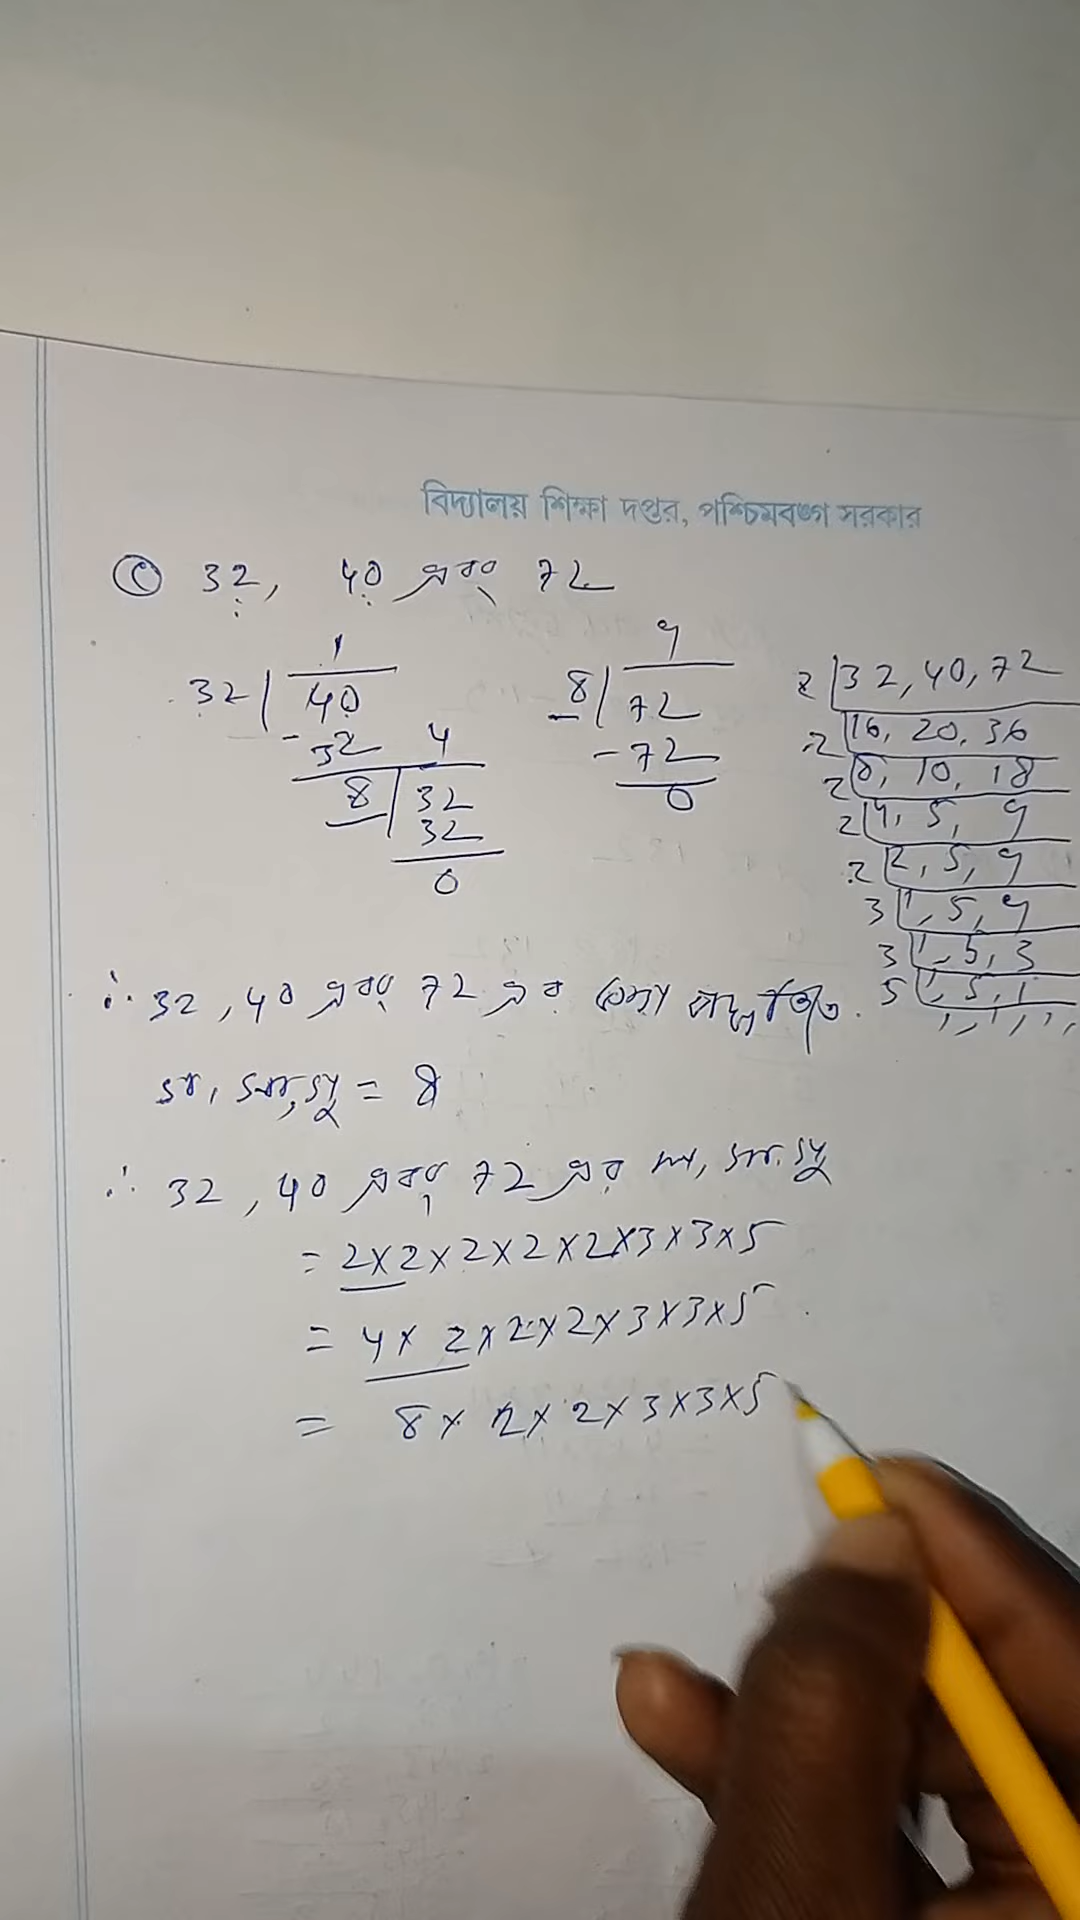 বিদ্যালয় শিক্ষা দপ্তর, পশ্চিমবঙ্গ সরকার
C 32, 40 এবং 72
1
32 40
- 32 4
8 32
32
0
9
8 72
- 72
0
2 32, 40, 72
2 16, 20, 36
2 8, 10, 18
2 4, 5, 9
2 2, 5, 9
3 1, 5, 9
3 1, 5, 3
5 1, 5, 1
1, 1, 1,
∴ 32, 40 এবং 72 এর
= 8
∴ 32, 40 এবং 72 এর
= 2×2×2×2×2×3×3×5
= 4×2×2×2×3×3×5
= 8×2×2×3×3×5